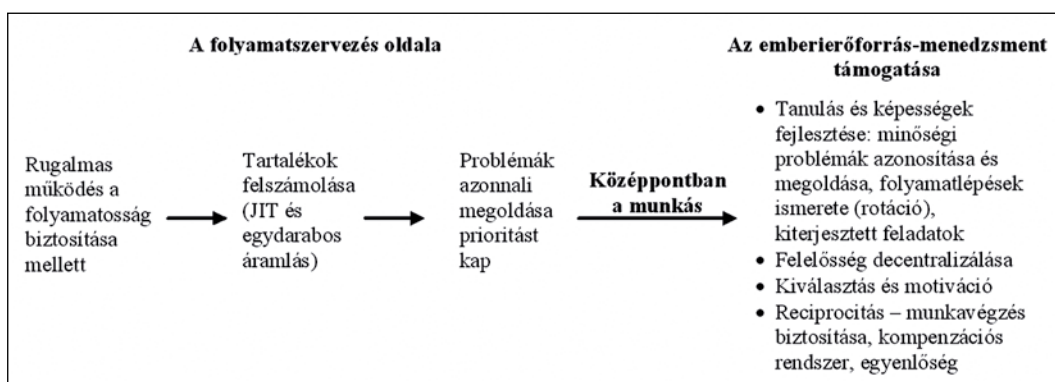 A folyamatszervezés oldala
Az emberierőforrás-menedzsment
támogatása
Rugalmas
működés a
folyamatosság
biztosítása
mellett
Tartalékok
felszámolása
(JIT és
egydarabos
áramlás)
Problémák
azonnali
megoldása
prioritást
kap
Középpontban
a munkás
• Tanulás és képességek
fejlesztése: minőségi
problémák azonosítása és
megoldása, folyamatlépések
ismerete (rotáció),
kiterjesztett feladatok
• Felelősség decentralizálása
• Kiválasztás és motiváció
• Reciprocitás – munkavégzés
biztosítása, kompenzációs
rendszer, egyenlőség